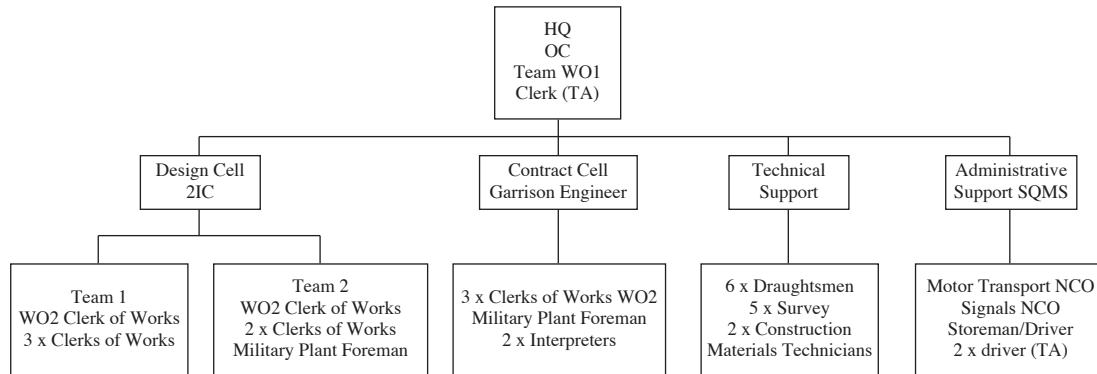 HQ
OC
Team WO1
Clerk (TA)
Design Cell
2IC
Contract Cell
Garrison Engineer
Technical
Support
Administrative
Support SQMS
Team 1
WO2 Clerk of Works
3 x Clerks of Works
Team 2
WO2 Clerk of Works
2 x Clerks of Works
Military Plant Foreman
3 x Clerks of Works WO2
Military Plant Foreman
2 x Interpreters
6 x Draughtsmen
5 x Survey
2 x Construction
Materials Technicians
Motor Transport NCO
Signals NCO
Storeman/Driver
2 x driver (TA)